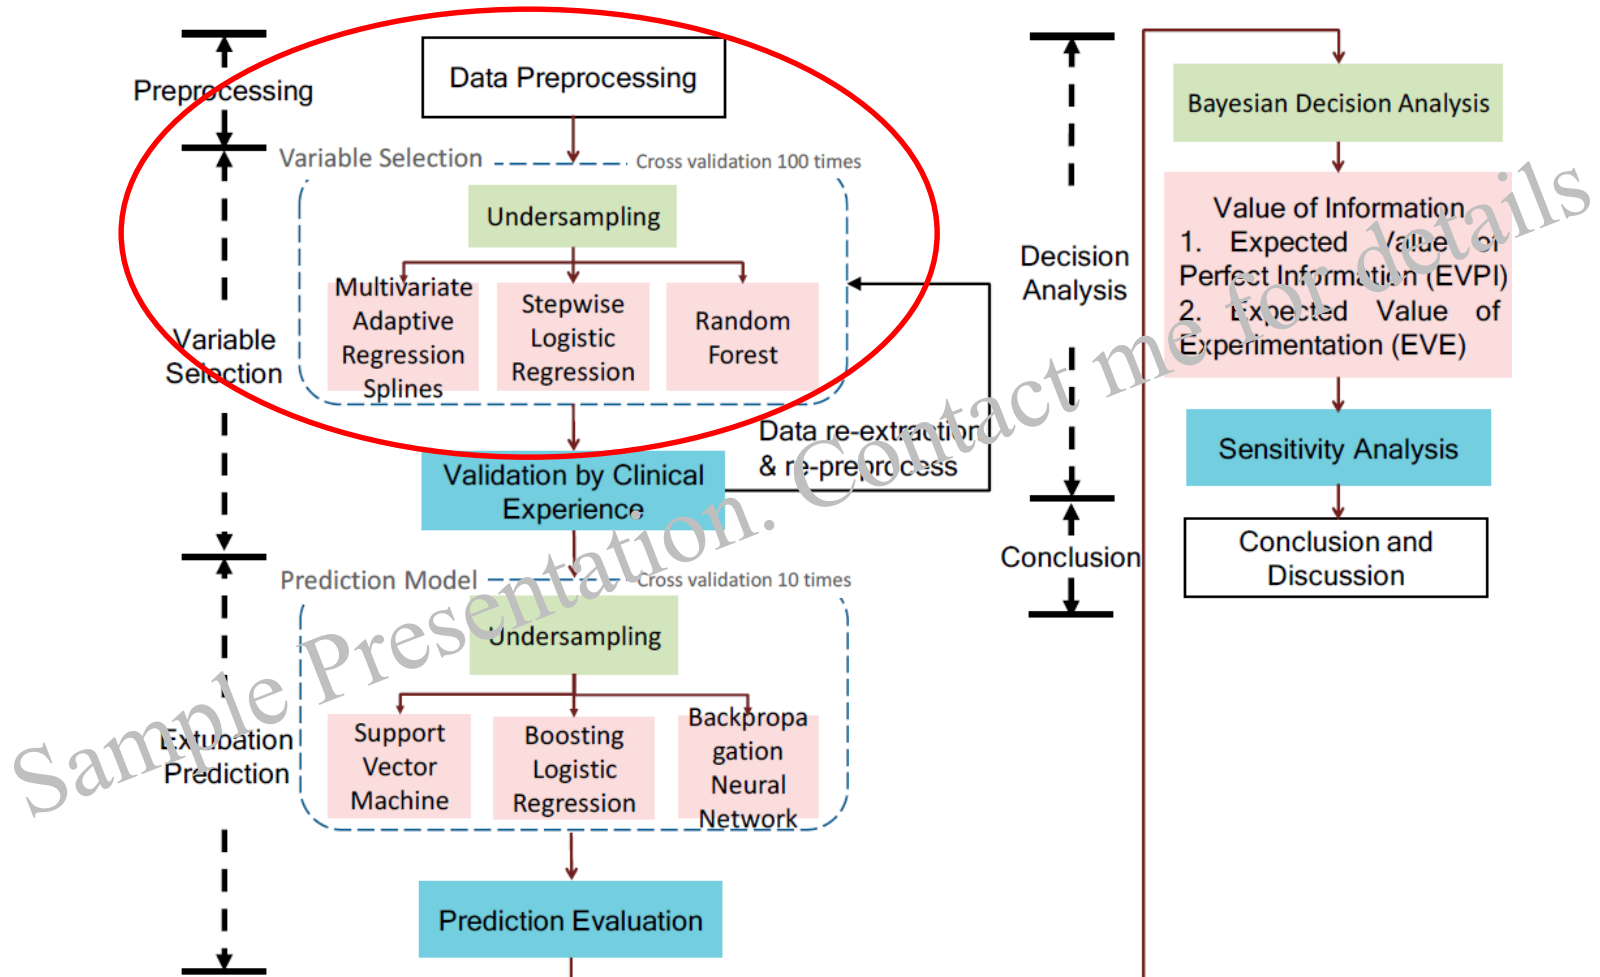 Preprocessing
Data Preprocessing
Variable Selection
Cross validation 100 times
Undersampling
Multivariate
Adaptive
Regression
Splines
Stepwise
Logistic
Regression
Random
Forest
Variable
Selection
Data re-extraction
& re-preprocess
Validation by Clinical
Experience
Prediction Model
Cross validation 10 times
Undersampling
Support
Vector
Machine
Boosting
Logistic
Regression
Backpropa
gation
Neural
Network
Extubation
Prediction
Prediction Evaluation
Decision
Analysis
Bayesian Decision Analysis
Value of Information
1. Expected Value of
Perfect Information (EVPI)
2. Expected Value of
Experimentation (EVE)
Sensitivity Analysis
Conclusion
Conclusion and
Discussion
Sample Presentation. Contact me for details